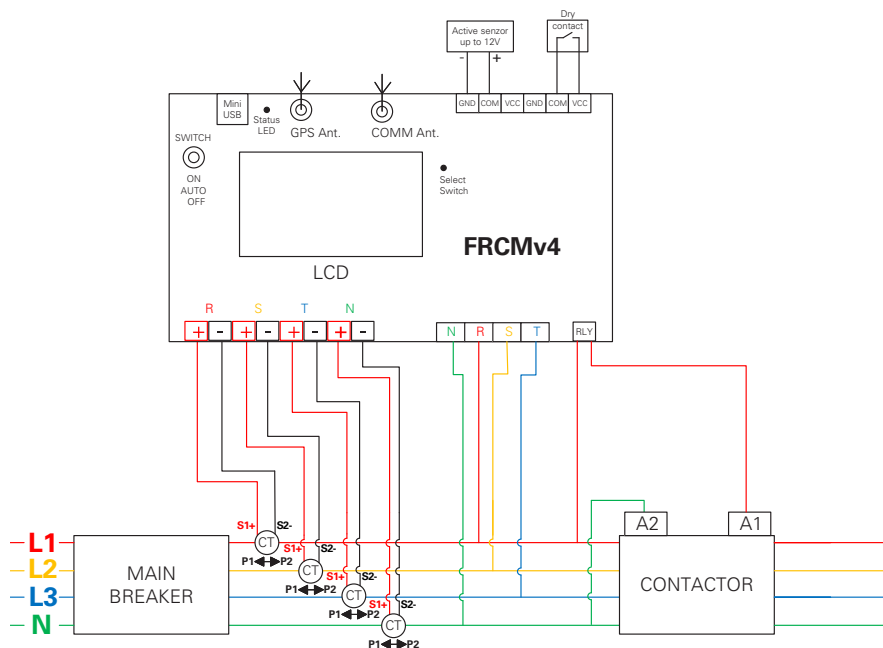 Dry
contact
Active senzor
up to 12V
- +
GND COM VCC GND COM VCC
Mini
USB
Status
LED
GPS Ant.
COMM Ant.
SWITCH
ON
AUTO
OFF
Select
Switch
FRCMv4
LCD
R S T N
+ - + - + - + -
N R S T
RLY
A2 A1
L1
L2
L3
N
MAIN
BREAKER
CONTACTOR
S1+ S2-
CT
P1 P2
S1+ S2-
CT
P1 P2
S1+ S2-
CT
P1 P2
S1+ S2-
CT
P1 P2